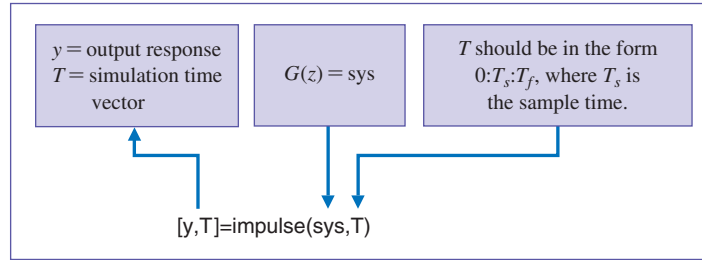 y = output response
T = simulation time
vector
G(z) = sys
T should be in the form
0:Ts:Tf, where Ts is
the sample time.
[y,T]=impulse(sys,T)